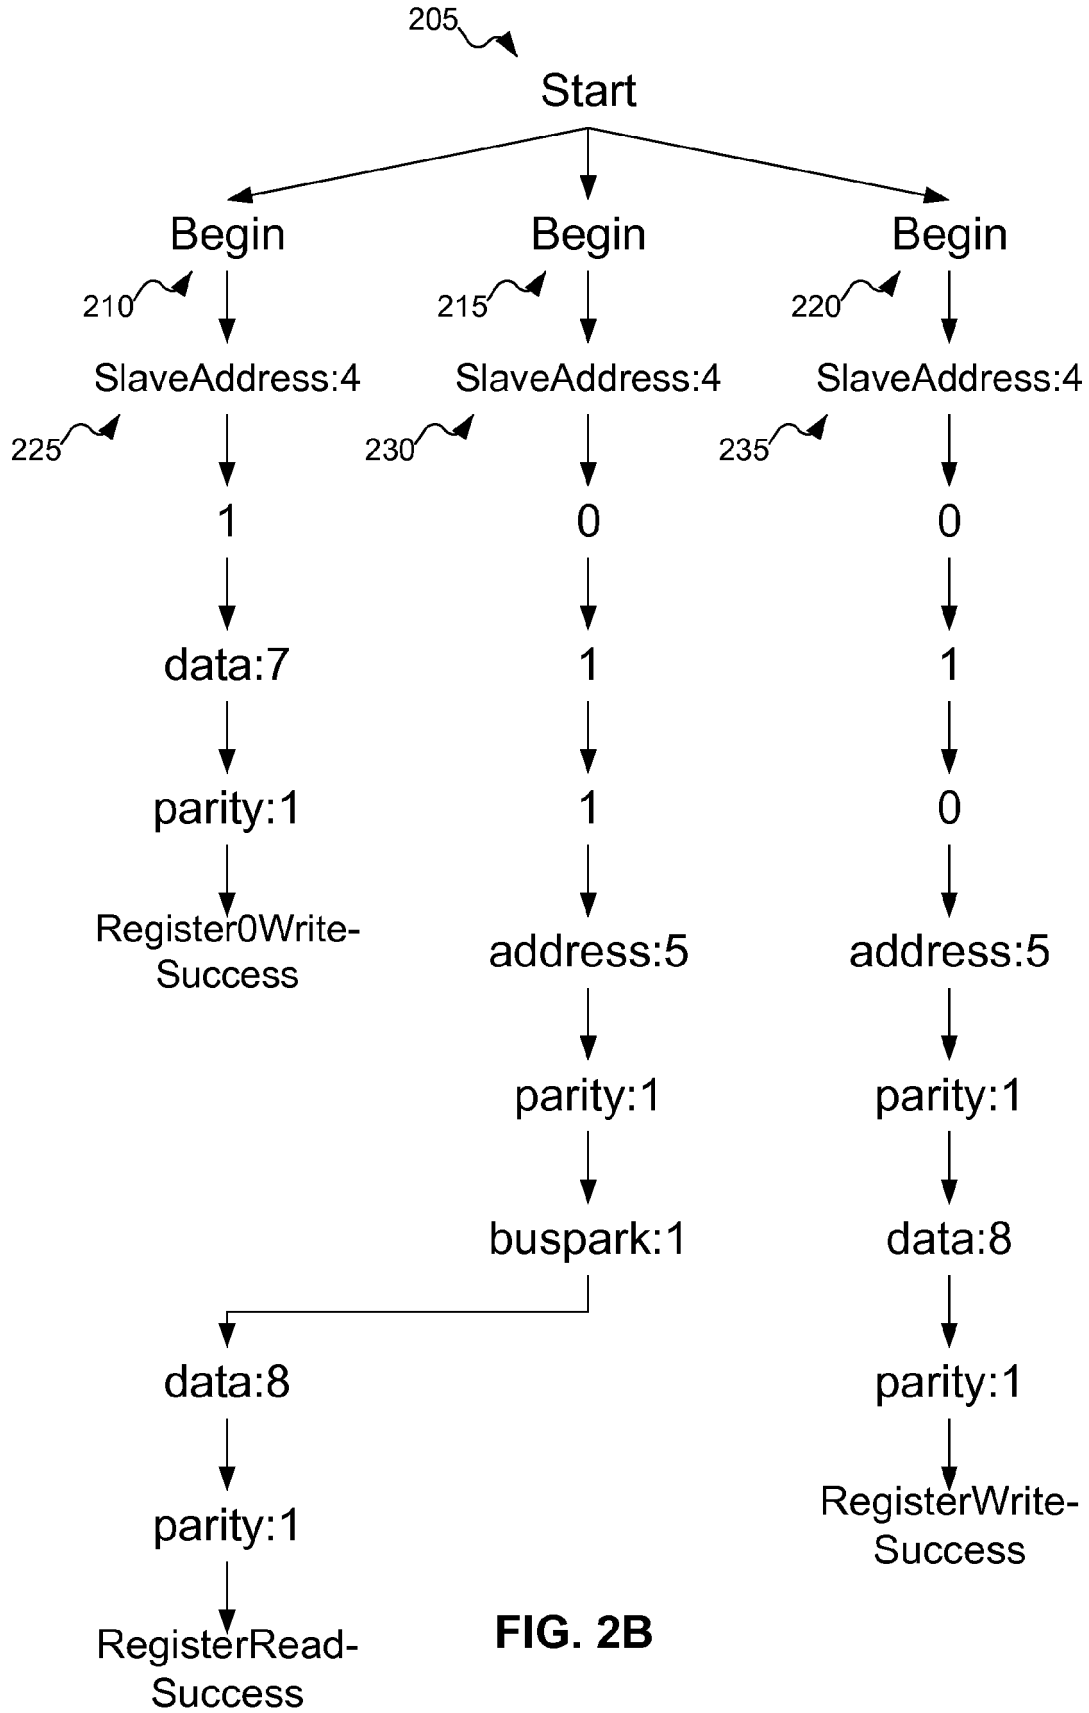 205
Start
Begin Begin Begin
210 215 220
SlaveAddress:4 SlaveAddress:4 SlaveAddress:4
225 230 235
1 0 0
data:7 1 1
parity:1 1 0
Register0Write-
Success
address:5 address:5
parity:1 parity:1
buspark:1 data:8
data:8 parity:1
RegisterWrite-
Success
parity:1
FIG. 2B
RegisterRead-
Success